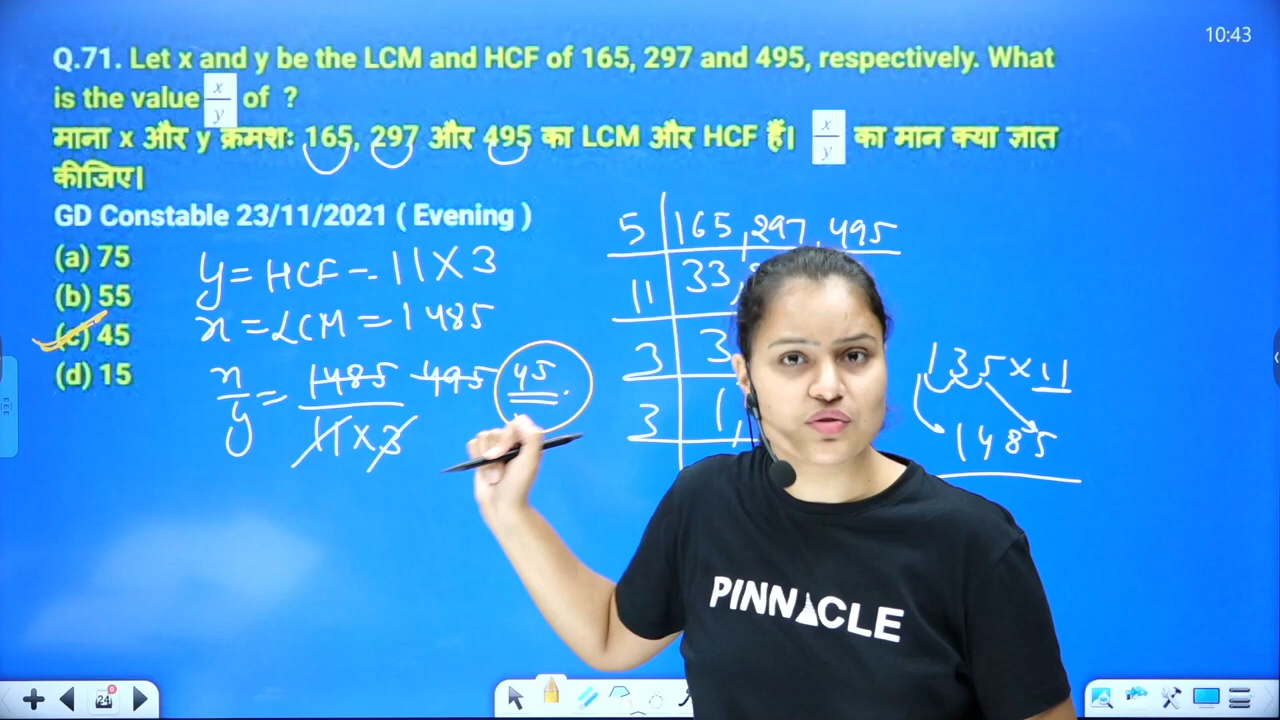 10:43
Q.71. Let x and y be the LCM and HCF of 165, 297 and 495, respectively. What
is the value x/y of ?
माना x और y क्रमशः 165, 297 और 495 का LCM और HCF हैं। x/y का मान क्या ज्ञात
कीजिए।
GD Constable 23/11/2021 ( Evening )
(a) 75
(b) 55
(c) 45
(d) 15
y = HCF = 11 X 3
x = LCM = 1485
x/y = 1485/11 x 3 495 45
5 165, 297, 495
11 33,
3 3
3 1,
135 x 11
1485
PINNACLE
24